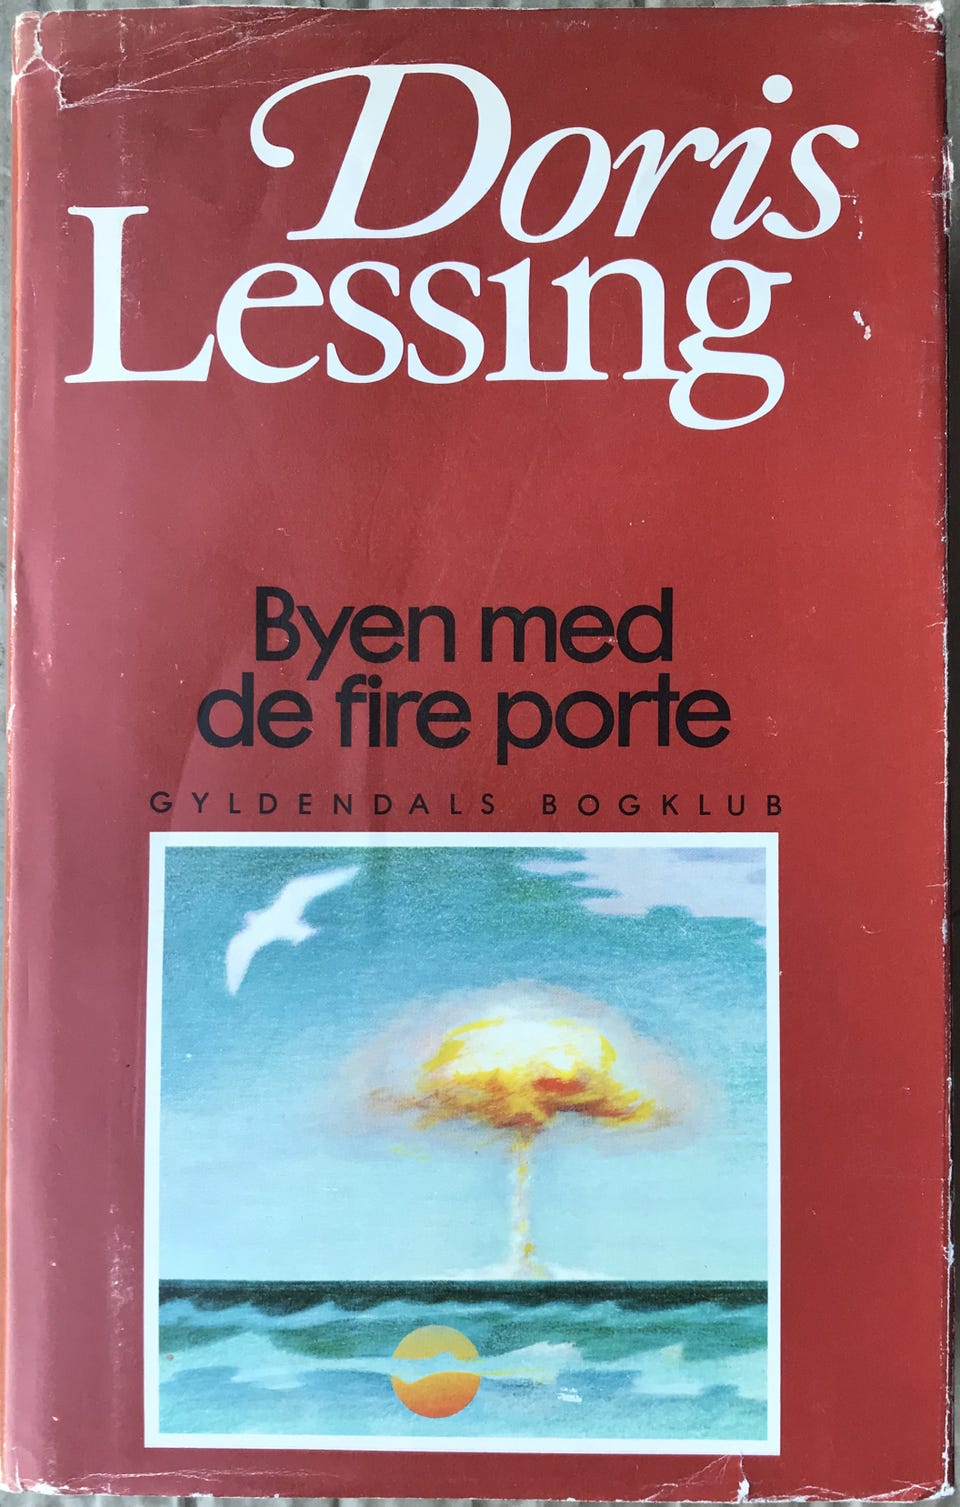 Doris
Lessing
Byen med
de fire porte
GYLDENDALS BOGKLUB